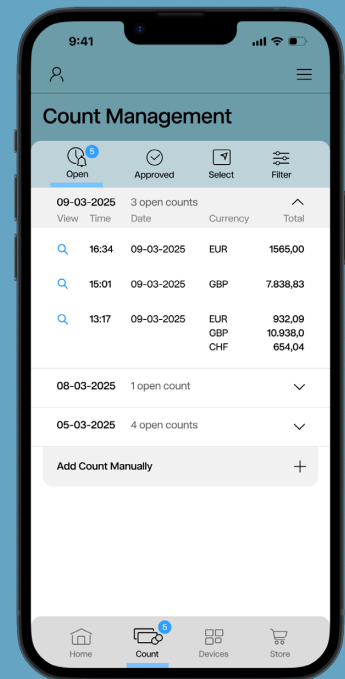 9:41
Count Management
5
Open Approved Select Filter
09-03-2025 3 open counts
View Time Date Currency Total
16:34 09-03-2025 EUR 1565,00
15:01 09-03-2025 GBP 7.838,83
13:17 09-03-2025 EUR 932,09
GBP 10.938,0
CHF 654,04
08-03-2025 1 open count
05-03-2025 4 open counts
Add Count Manually
5
Home Count Devices Store